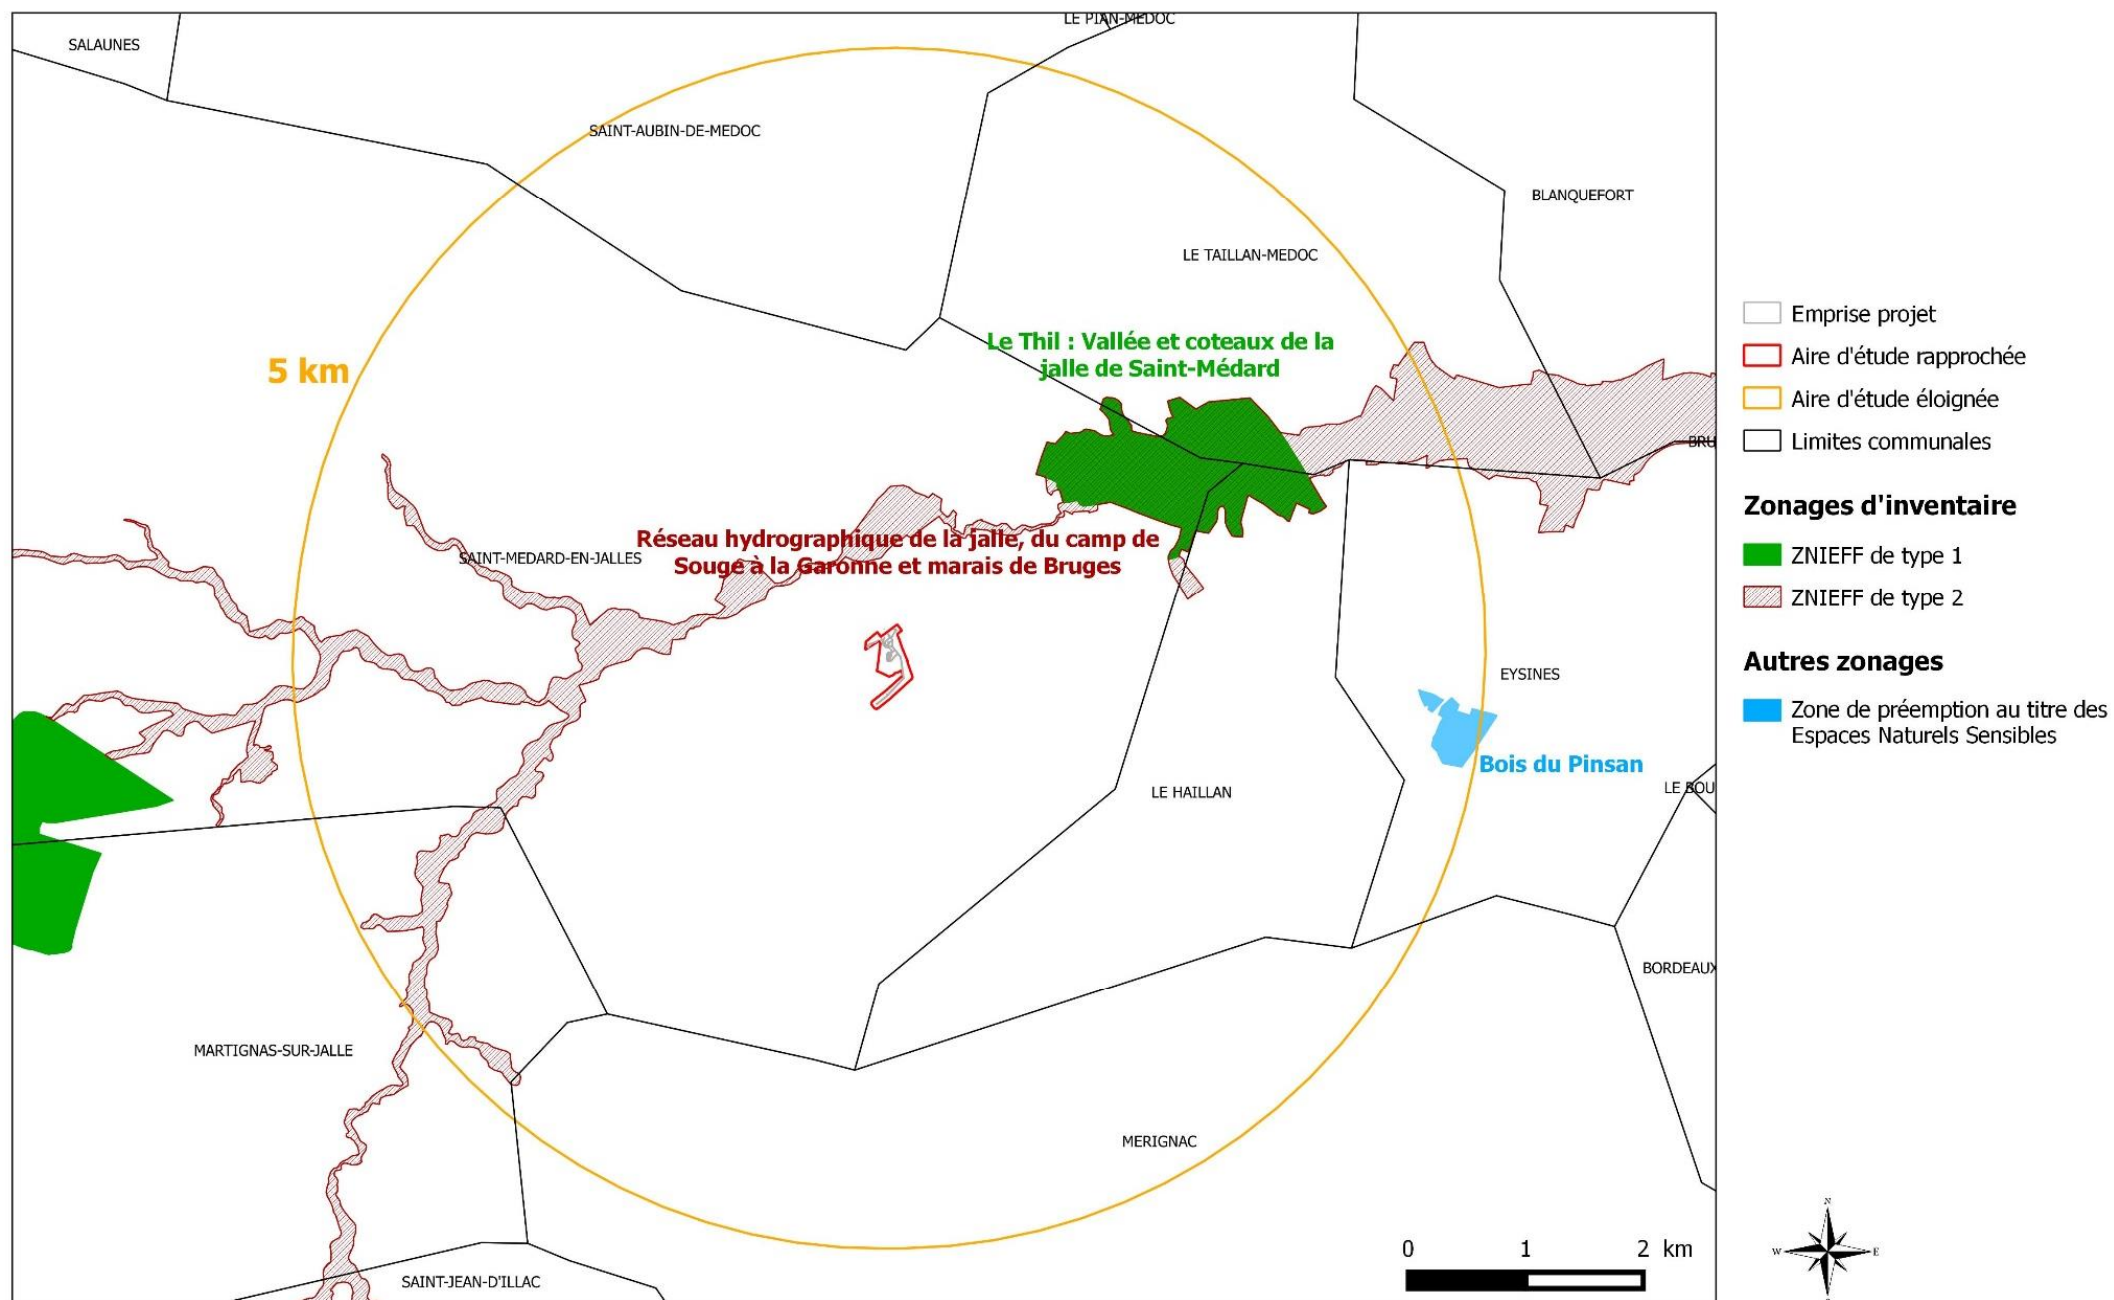 LE PIAN-MEDOC
SALAUNES
SAINT-AUBIN-DE-MEDOC
BLANQUEFORT
LE TAILLAN-MEDOC
Le Thil : Vallée et coteaux de la
jalle de Saint-Médard
5 km
BRU
SAINT-MEDARD-EN-JALLES
Réseau hydrographique de la jalle, du camp de
Souge à la Garonne et marais de Bruges
EYSINES
Bois du Pinsan
LE HAILLAN
LE BOU
BORDEAUX
MARTIGNAS-SUR-JALLE
MERIGNAC
SAINT-JEAN-D'ILLAC
0 1 2 km
Emprise projet
Aire d'étude rapprochée
Aire d'étude éloignée
Limites communales
Zonages d'inventaire
ZNIEFF de type 1
ZNIEFF de type 2
Autres zonages
Zone de préemption au titre des
Espaces Naturels Sensibles
N
W E